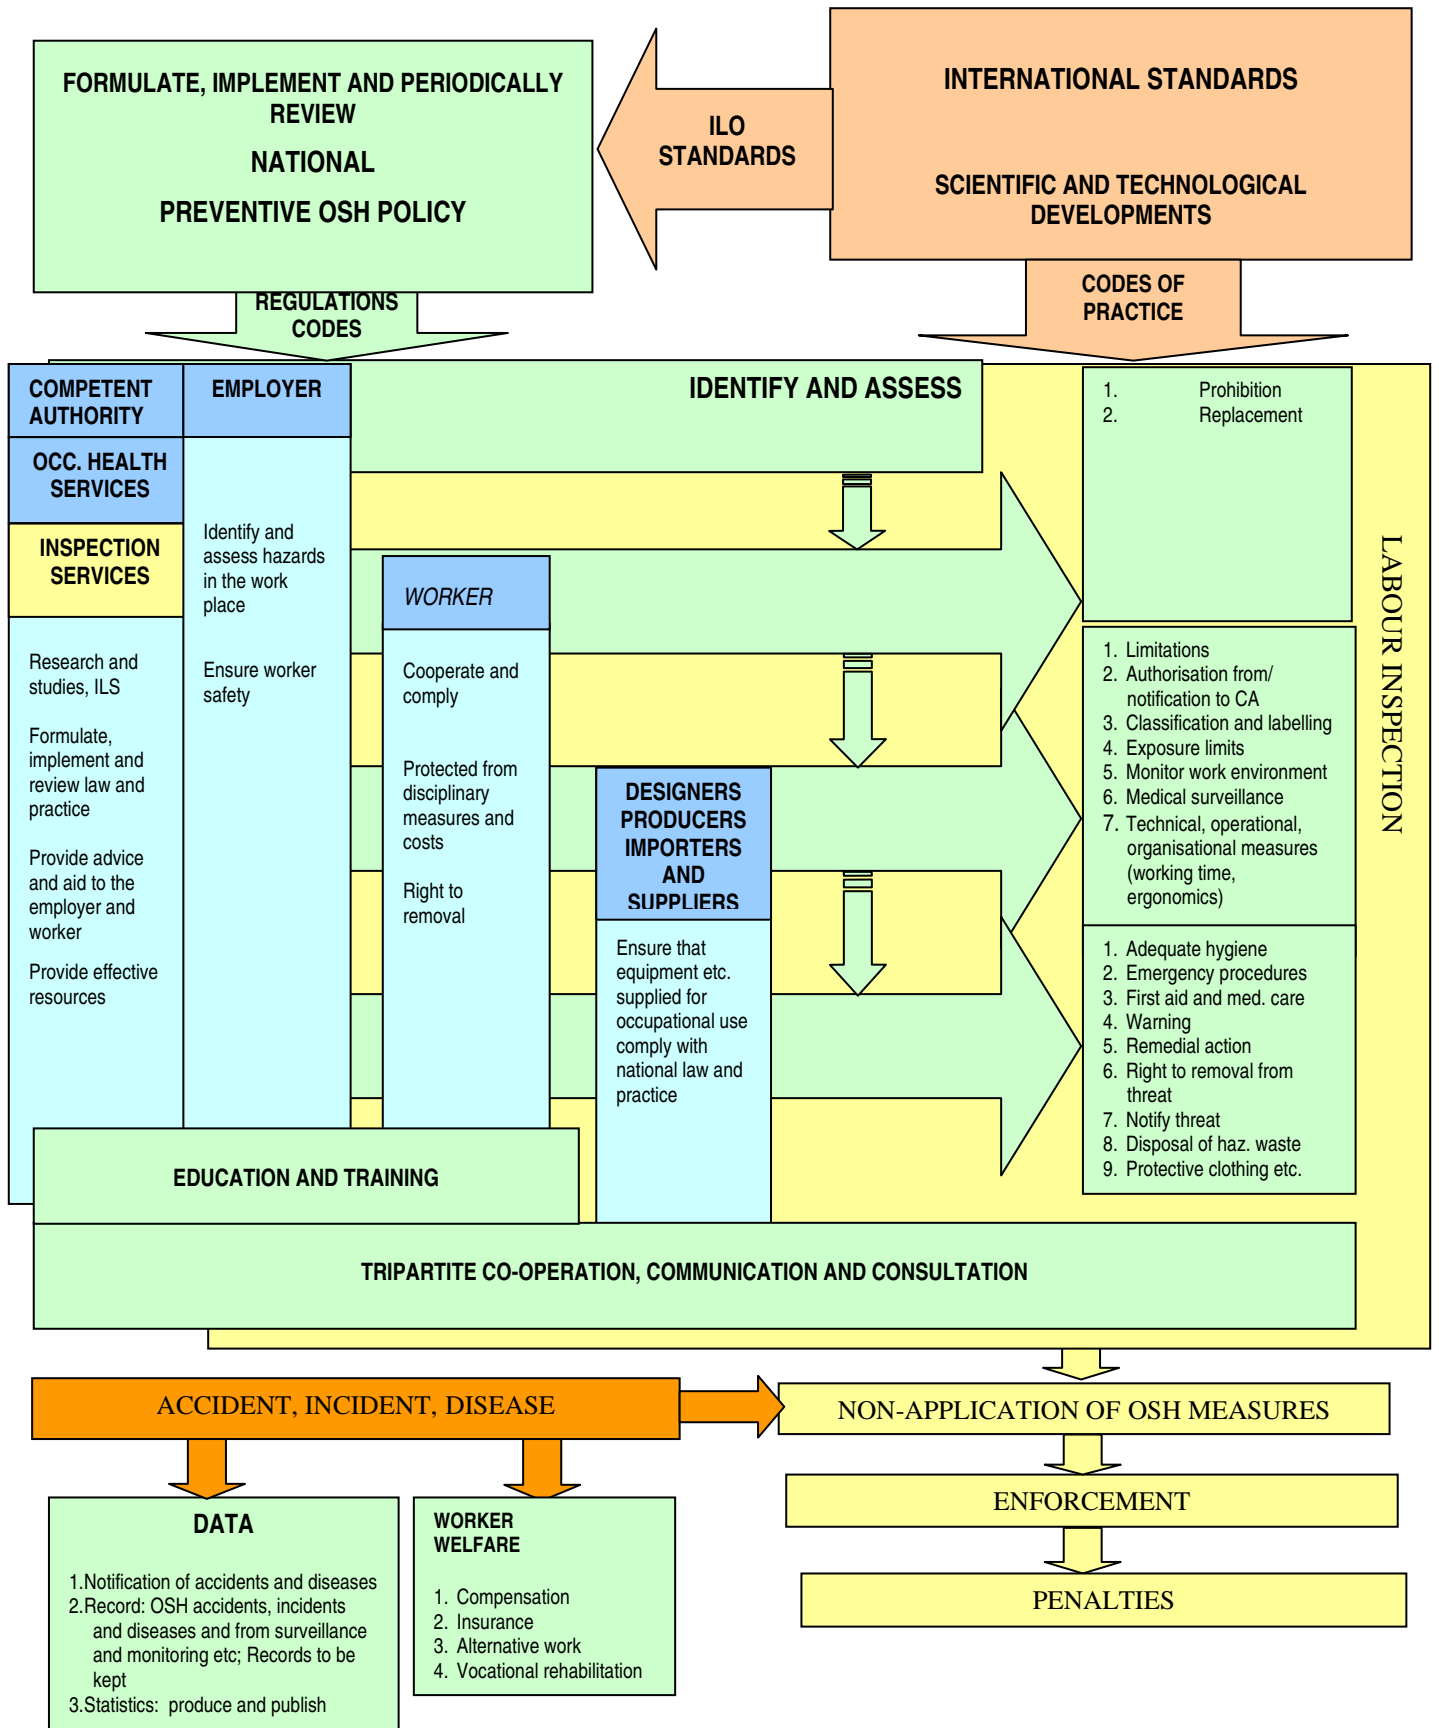 FORMULATE, IMPLEMENT AND PERIODICALLY
REVIEW
NATIONAL
PREVENTIVE OSH POLICY
ILO
STANDARDS
INTERNATIONAL STANDARDS
SCIENTIFIC AND TECHNOLOGICAL
DEVELOPMENTS
REGULATIONS
CODES
CODES OF
PRACTICE
COMPETENT
AUTHORITY
OCC. HEALTH
SERVICES
INSPECTION
SERVICES
Research and
studies, ILS
Formulate,
implement and
review law and
practice
Provide advice
and aid to the
employer and
worker
Provide effective
resources
EMPLOYER
Identify and
assess hazards
in the work
place
Ensure worker
safety
IDENTIFY AND ASSESS
WORKER
Cooperate and
comply
Protected from
disciplinary
measures and
costs
Right to
removal
DESIGNERS
PRODUCERS
IMPORTERS
AND
SUPPLIERS
Ensure that
equipment etc.
supplied for
occupational use
comply with
national law and
practice
1. Prohibition
2. Replacement
1. Limitations
2. Authorisation from/
notification to CA
3. Classification and labelling
4. Exposure limits
5. Monitor work environment
6. Medical surveillance
7. Technical, operational,
organisational measures
(working time,
ergonomics)
1. Adequate hygiene
2. Emergency procedures
3. First aid and med. care
4. Warning
5. Remedial action
6. Right to removal from
threat
7. Notify threat
8. Disposal of haz. waste
9. Protective clothing etc.
LABOUR INSPECTION
EDUCATION AND TRAINING
TRIPARTITE CO-OPERATION, COMMUNICATION AND CONSULTATION
ACCIDENT, INCIDENT, DISEASE
NON-APPLICATION OF OSH MEASURES
ENFORCEMENT
PENALTIES
DATA
1.Notification of accidents and diseases
2.Record: OSH accidents, incidents
and diseases and from surveillance
and monitoring etc; Records to be
kept
3.Statistics: produce and publish
WORKER
WELFARE
1. Compensation
2. Insurance
3. Alternative work
4. Vocational rehabilitation